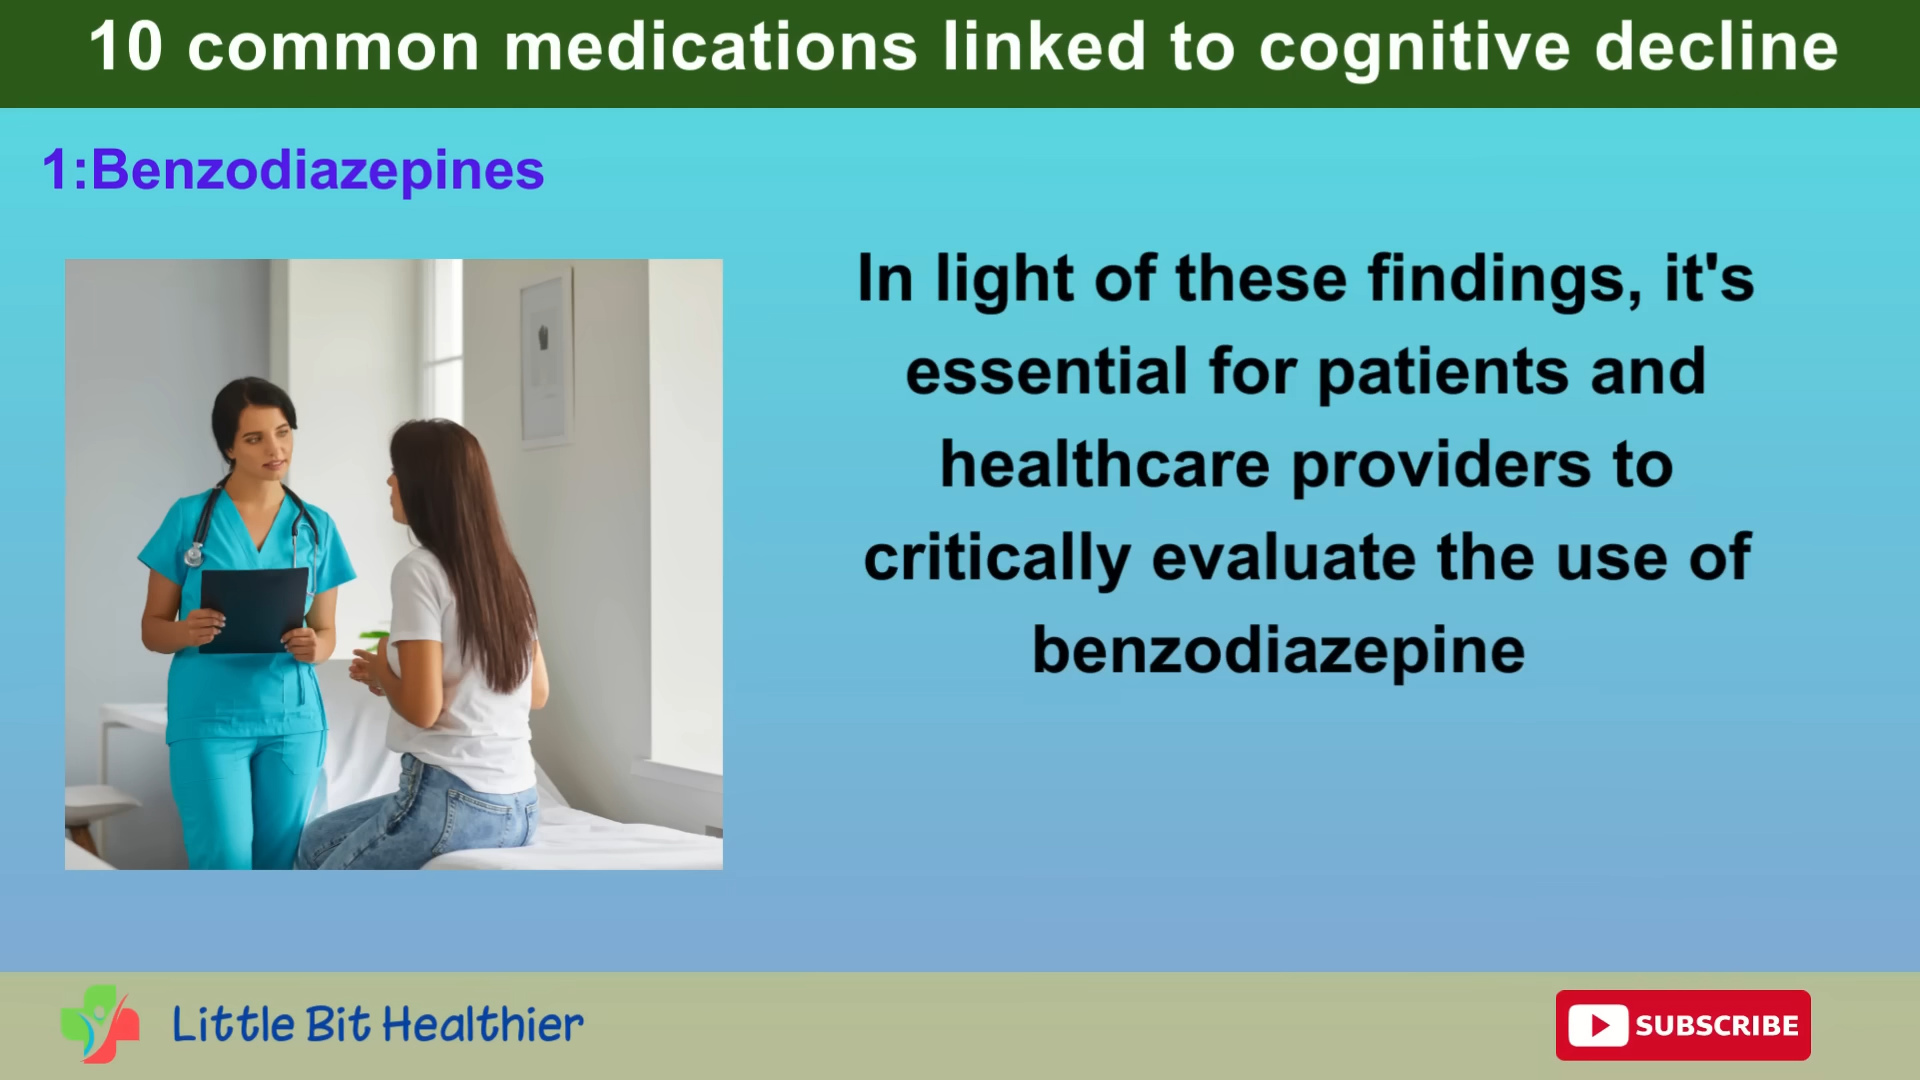 10 common medications linked to cognitive decline
1:Benzodiazepines
In light of these findings, it's
essential for patients and
healthcare providers to
critically evaluate the use of
benzodiazepine
Little Bit Healthier
SUBSCRIBE